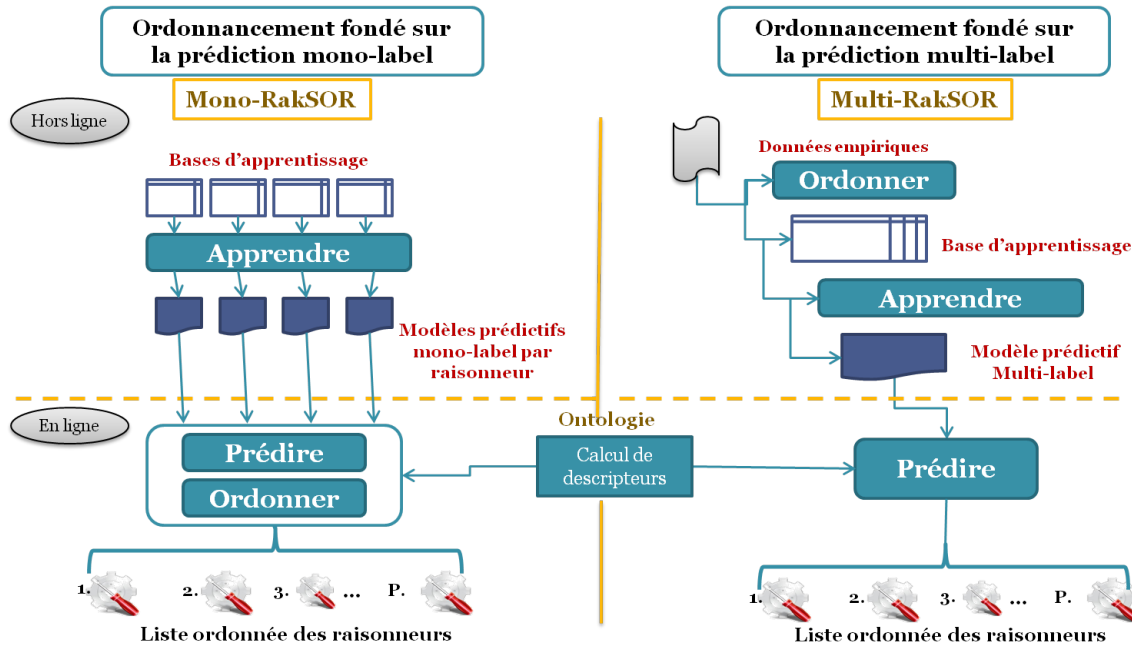 Ordonnancement fondé sur
la prédiction mono-label
Mono-RakSOR
Hors ligne
Bases d'apprentissage
Apprendre
Modèles prédictifs
mono-label par
raisonneur
Ordonnancement fondé sur
la prédiction multi-label
Multi-RakSOR
Données empiriques
Ordonner
Base d'apprentissage
Apprendre
Modèle prédictif
Multi-label
En ligne
Prédire
Ordonner
Ontologie
Calcul de
descripteurs
Prédire
1. 2. 3. ... P.
Liste ordonnée des raisonneurs
1. 2. 3. ... P.
Liste ordonnée des raisonneurs